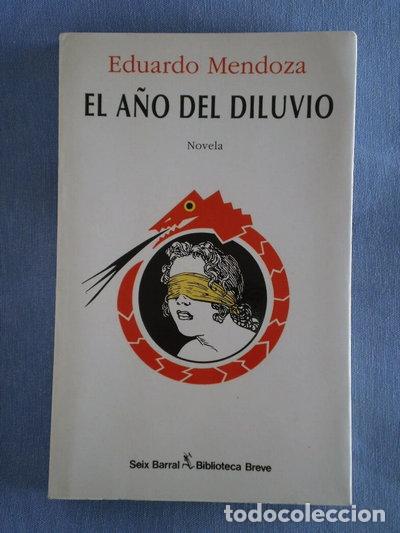 Eduardo Mendoza
EL AÑO DEL DILUVIO
Novela
Seix Barral Biblioteca Breve
todocoleccion